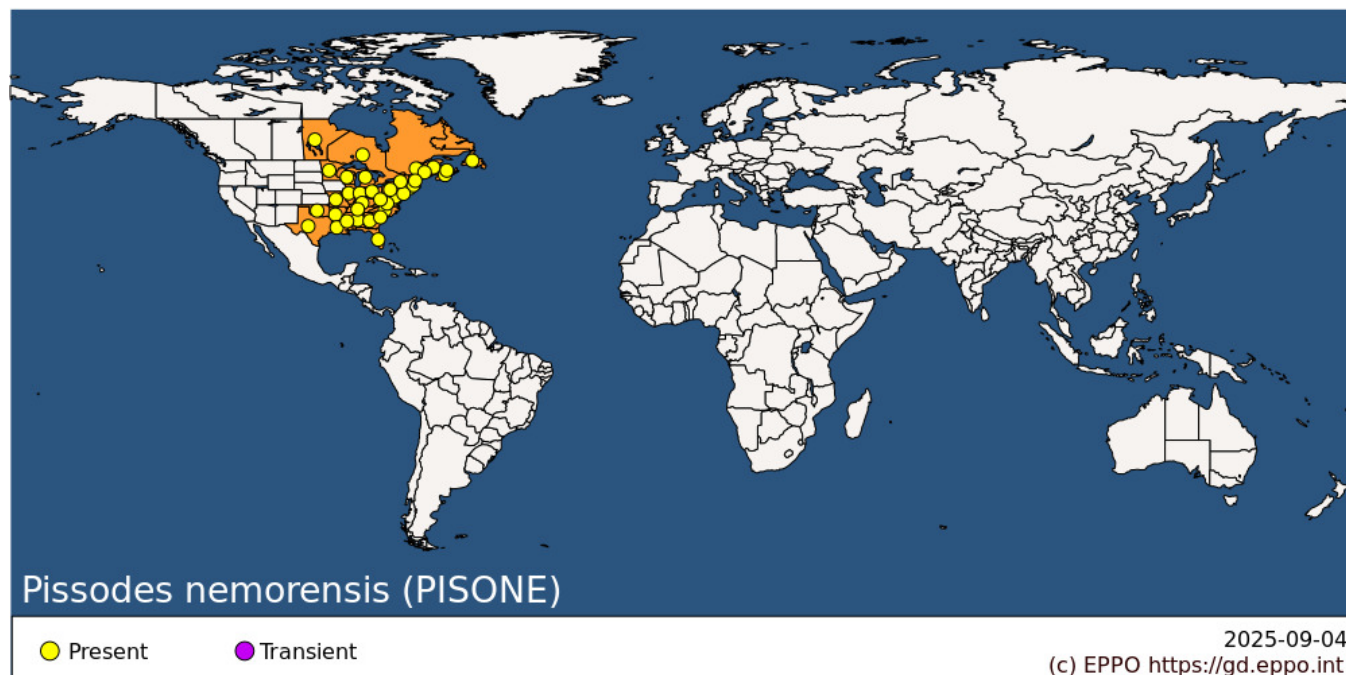 Pissodes nemorensis (PISONE)
Present
Transient
2025-09-04
(c) EPPO https://gd.eppo.int